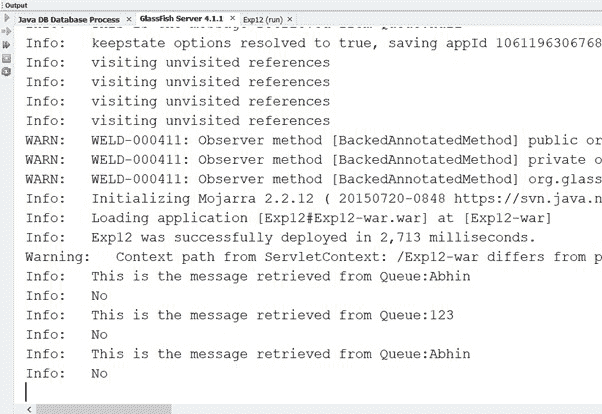 Output
Java DB Database Process × GlassFish Server 4.1.1 × Exp12 (run) ×
Info: This is the message retrieved from Queue:
Info: keepstate options resolved to true, saving appId 1061196306768
Info: visiting unvisited references
Info: visiting unvisited references
Info: visiting unvisited references
Info: visiting unvisited references
WARN: WELD-000411: Observer method [BackedAnnotatedMethod] public or
WARN: WELD-000411: Observer method [BackedAnnotatedMethod] private o
WARN: WELD-000411: Observer method [BackedAnnotatedMethod] org.glass
Info: Initializing Mojarra 2.2.12 ( 20150720-0848 https://svn.java.n
Info: Loading application [Exp12#Exp12-war.war] at [Exp12-war]
Info: Exp12 was successfully deployed in 2,713 milliseconds.
Warning: Context path from ServletContext: /Exp12-war differs from p
Info: This is the message retrieved from Queue:Abhin
Info: No
Info: This is the message retrieved from Queue:123
Info: No
Info: This is the message retrieved from Queue:Abhin
Info: No